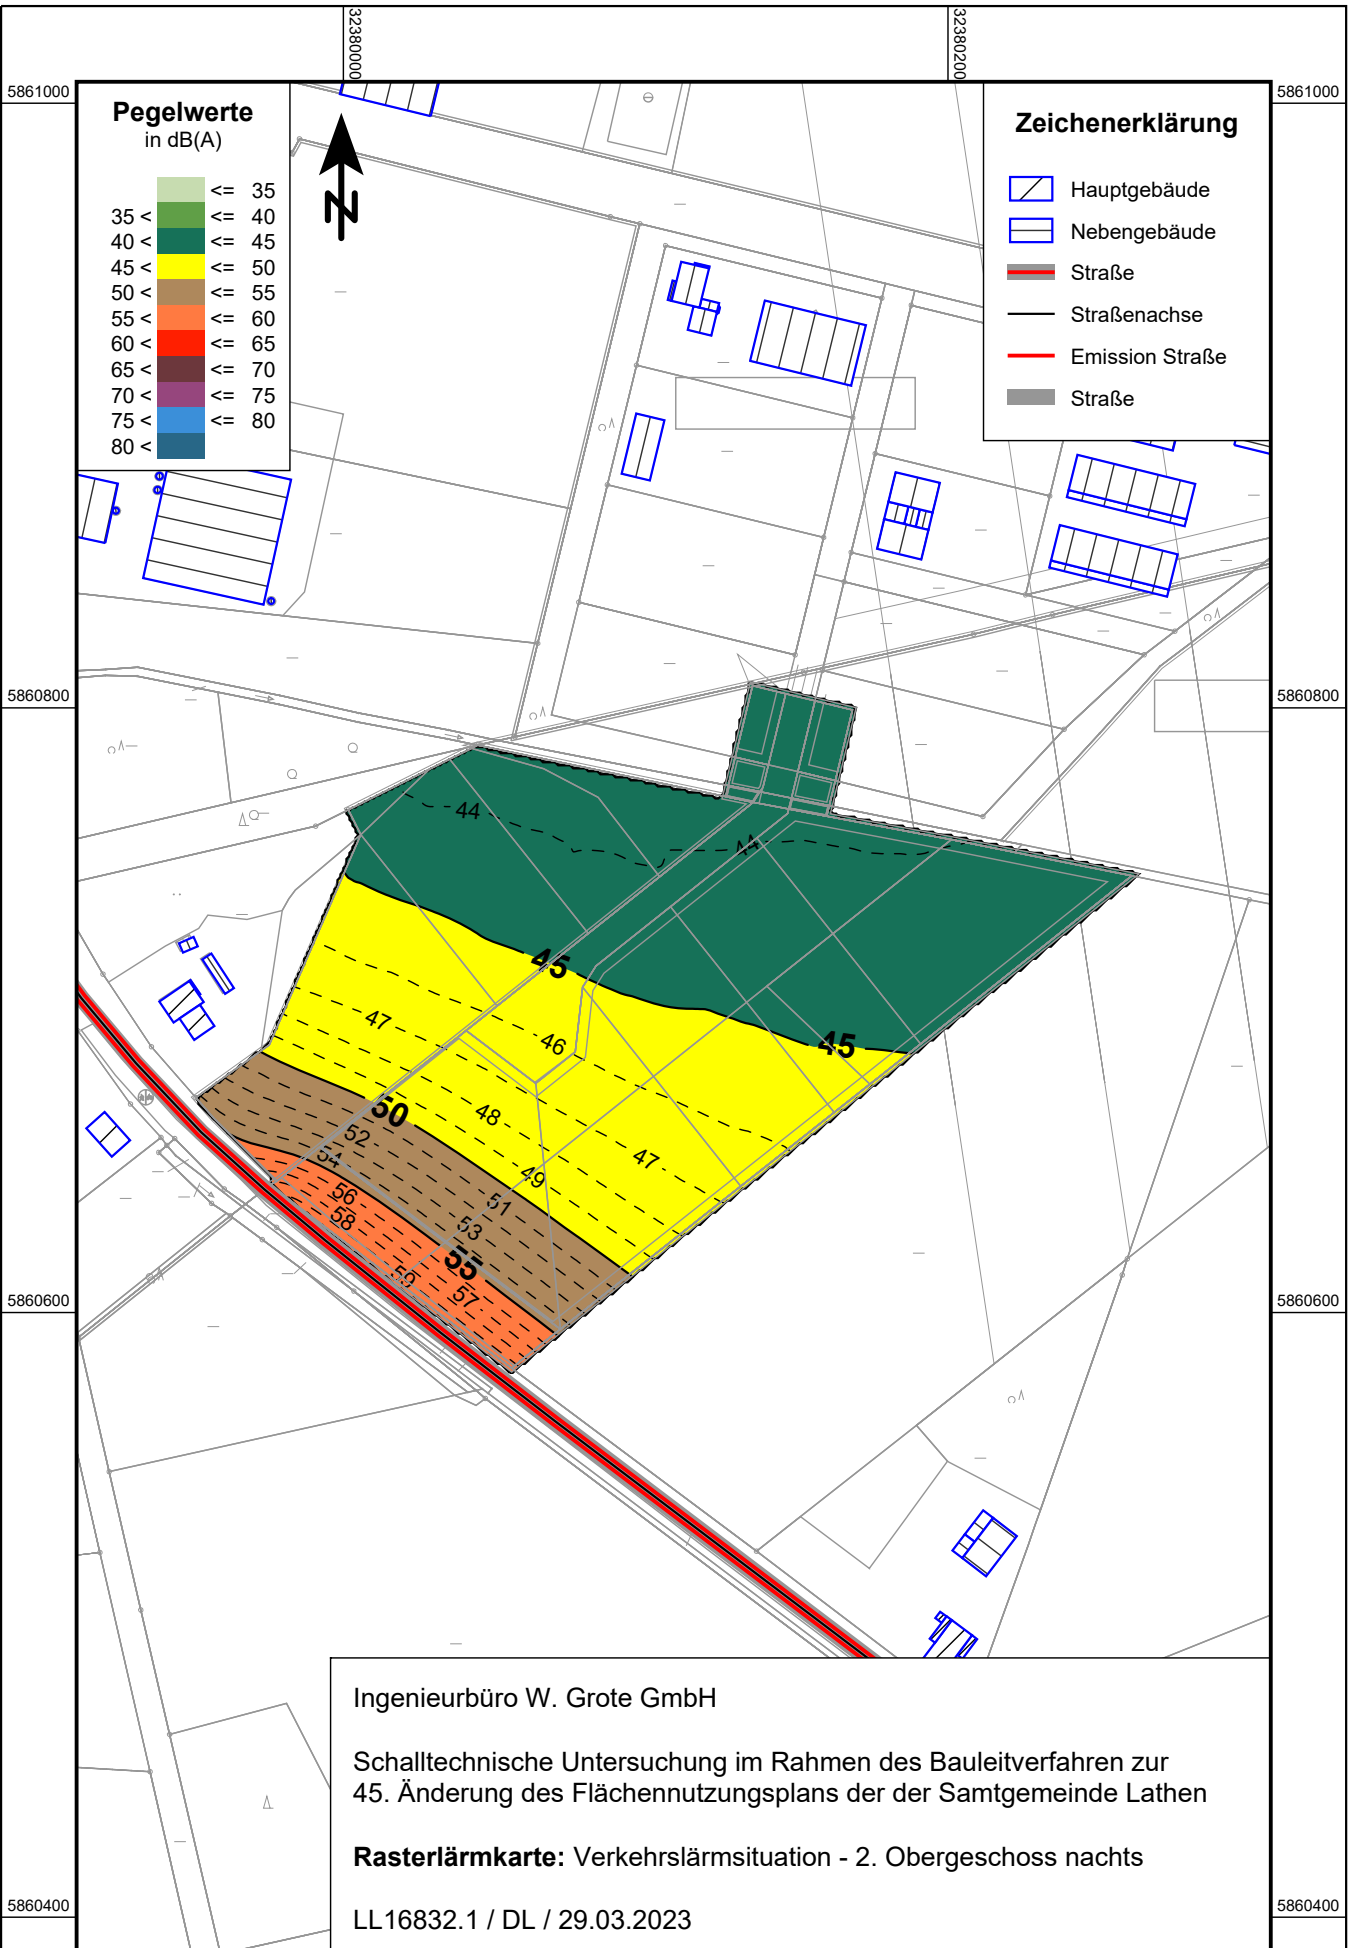 32380000
32380200
5861000
5861000
Pegelwerte
in dB(A)
<= 35
35 < <= 40
40 < <= 45
45 < <= 50
50 < <= 55
55 < <= 60
60 < <= 65
65 < <= 70
70 < <= 75
75 < <= 80
80 <
N
Zeichenerklärung
Hauptgebäude
Nebengebäude
Straße
Straßenachse
Emission Straße
Straße
5860800
5860800
44
44
45
45
47
46
50
48
52
47
54
49
56
51
58
53
55
59
57
5860600
5860600
Ingenieurbüro W. Grote GmbH
Schalltechnische Untersuchung im Rahmen des Bauleitverfahren zur
45. Änderung des Flächennutzungsplans der der Samtgemeinde Lathen
Rasterlärmkarte: Verkehrslärmsituation - 2. Obergeschoss nachts
LL16832.1 / DL / 29.03.2023
5860400
5860400